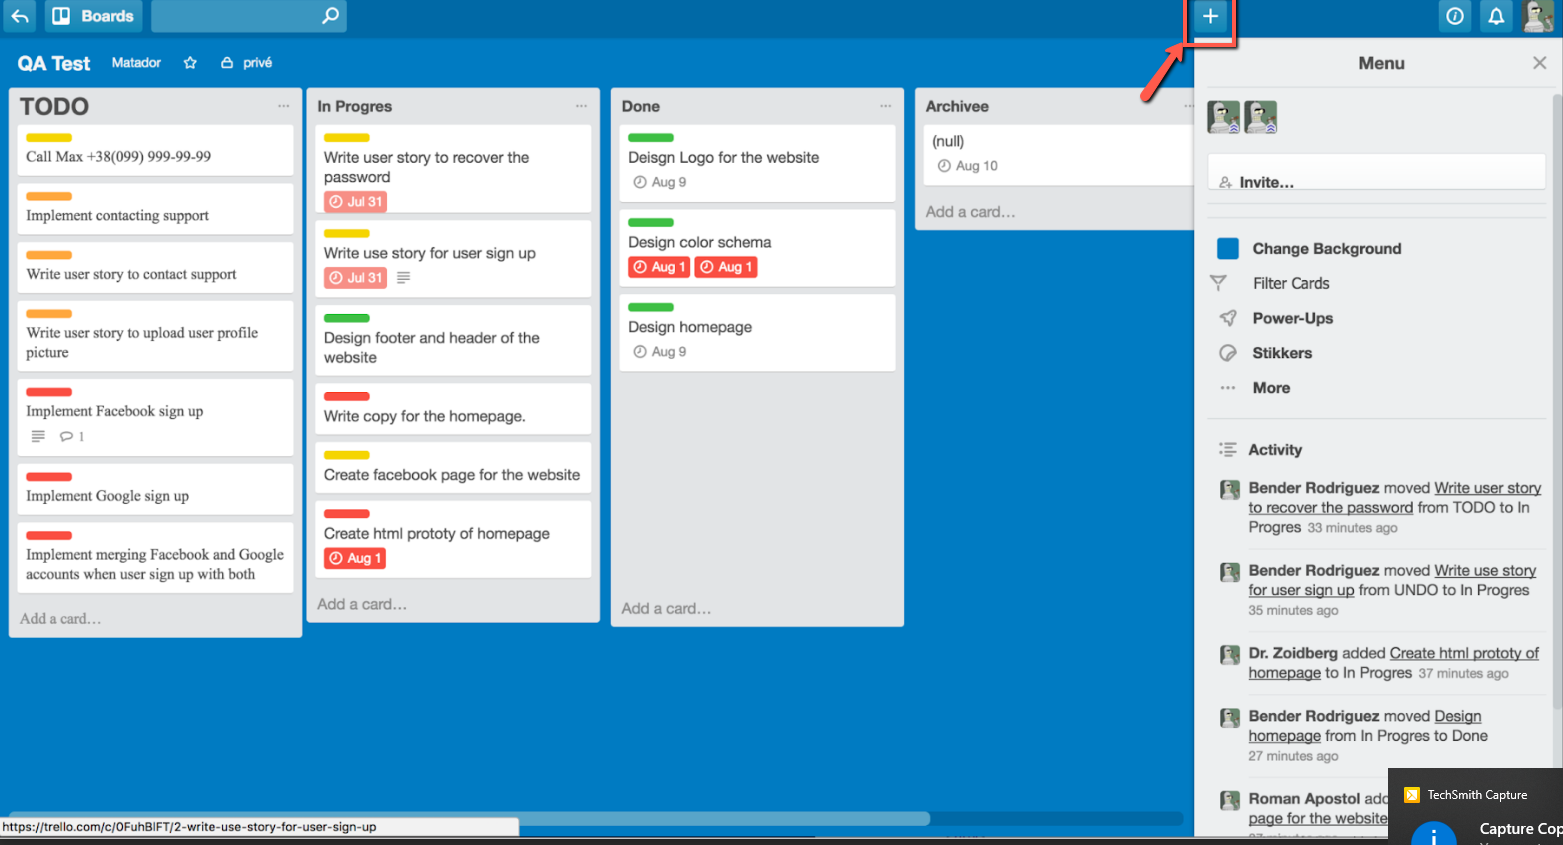 Boards
QA Test
Matador
privé
TODO
Call Max +38(099) 999-99-99
Implement contacting support
Write user story to contact support
Write user story to upload user profile
picture
Implement Facebook sign up
1
Implement Google sign up
Implement merging Facebook and Google
accounts when user sign up with both
Add a card…
In Progres
Write user story to recover the
password
Jul 31
Write use story for user sign up
Jul 31
Design footer and header of the
website
Write copy for the homepage.
Create facebook page for the website
Create html prototy of homepage
Aug 1
Add a card…
Done
Deisgn Logo for the website
Aug 9
Design color schema
Aug 1 Aug 1
Design homepage
Aug 9
Add a card…
Archivee
(null)
Aug 10
Add a card…
Menu
Invite…
Change Background
Filter Cards
Power-Ups
Stikkers
More
Activity
Bender Rodriguez moved Write user story
to recover the password from TODO to In
Progres 33 minutes ago
Bender Rodriguez moved Write use story
for user sign up from UNDO to In Progres
35 minutes ago
Dr. Zoidberg added Create html prototy of
homepage to In Progres 37 minutes ago
Bender Rodriguez moved Design
homepage from In Progres to Done
27 minutes ago
Roman Apostol add
page for the website
TechSmith Capture
Capture Cop
https://trello.com/c/0FuhBlFT/2-write-use-story-for-user-sign-up